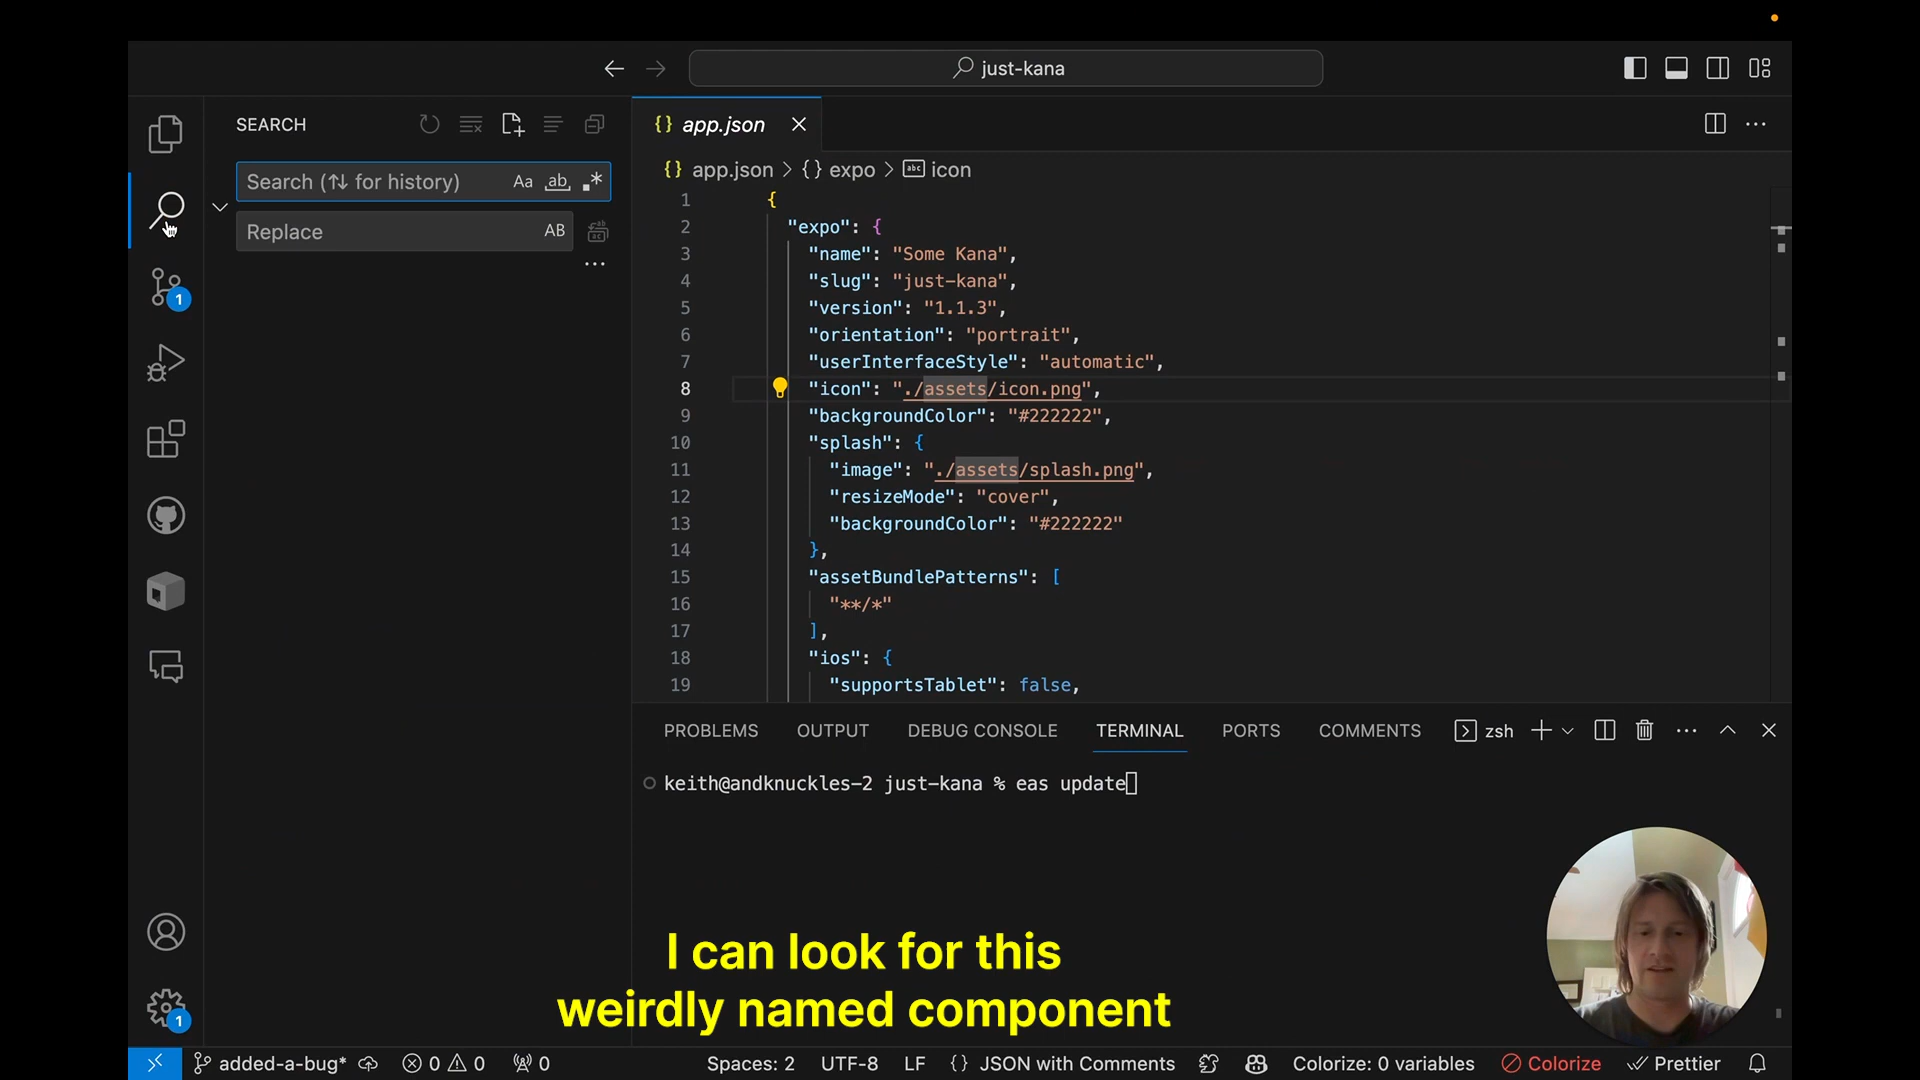 just-kana
SEARCH
Search (⇅ for history)
Aa
ab
.*
Replace
AB
1
1
{} app.json
{} app.json > {} expo > abc icon
1 {
2 "expo": {
3 "name": "Some Kana",
4 "slug": "just-kana",
5 "version": "1.1.3",
6 "orientation": "portrait",
7 "userInterfaceStyle": "automatic",
8 "icon": "./assets/icon.png",
9 "backgroundColor": "#222222",
10 "splash": {
11 "image": "./assets/splash.png",
12 "resizeMode": "cover",
13 "backgroundColor": "#222222"
14 },
15 "assetBundlePatterns": [
16 "**/*"
17 ],
18 "ios": {
19 "supportsTablet": false,
PROBLEMS OUTPUT DEBUG CONSOLE TERMINAL PORTS COMMENTS zsh
keith@andknuckles-2 just-kana % eas update
I can look for this
weirdly named component
added-a-bug* 0 0 0 Spaces: 2 UTF-8 LF {} JSON with Comments Colorize: 0 variables Colorize Prettier